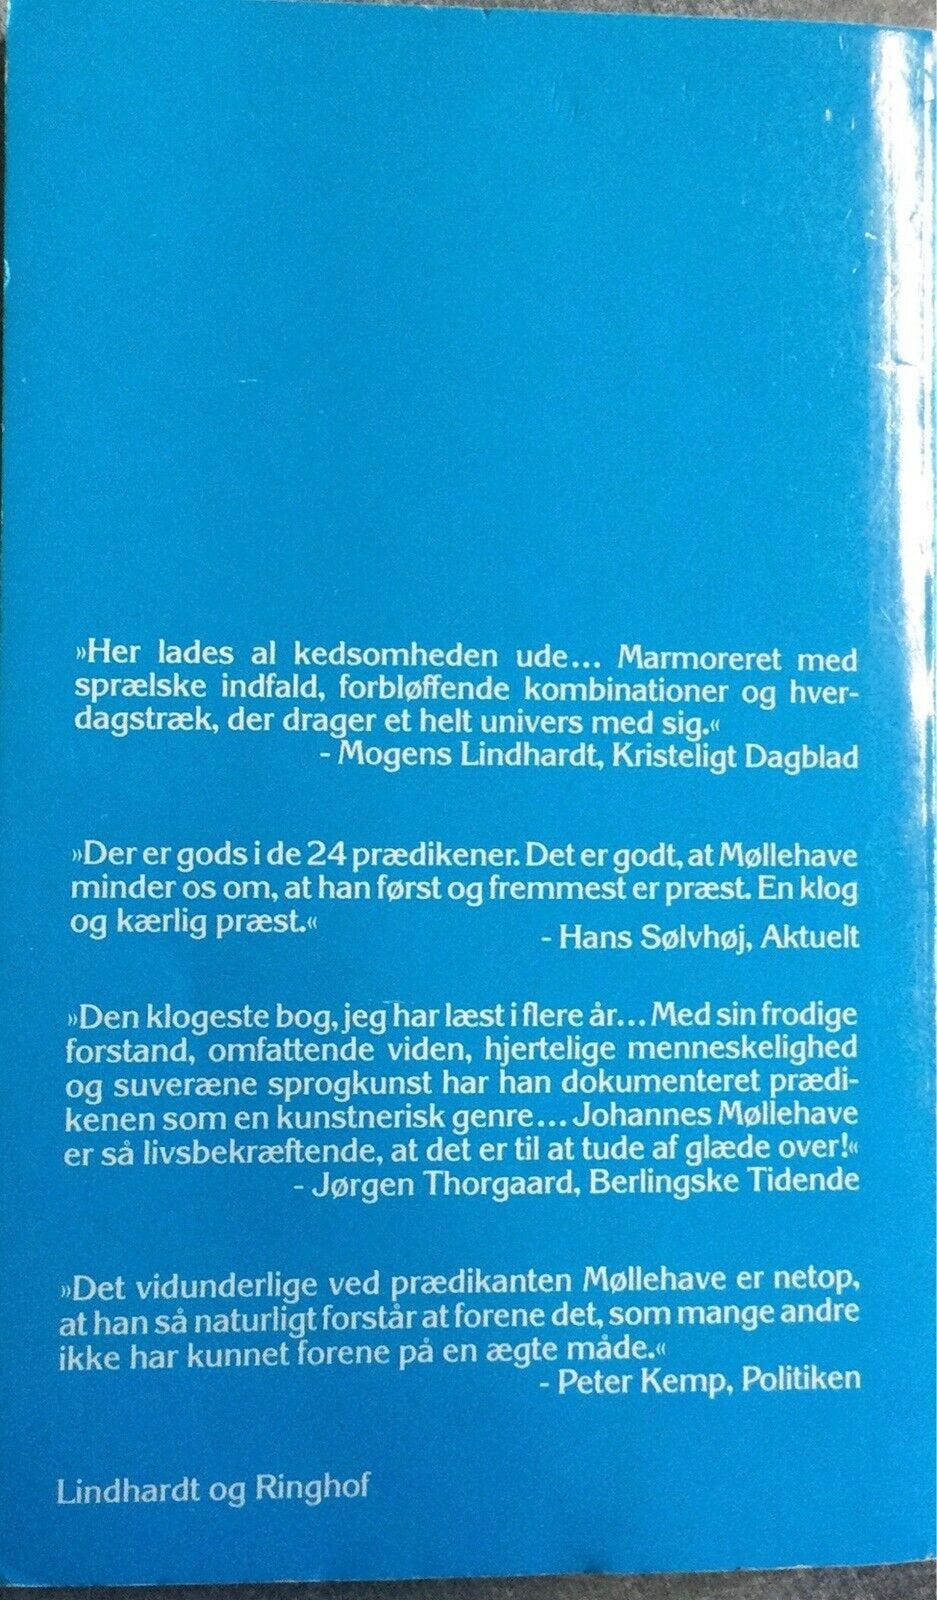 »Her lades al kedsomheden ude... Marmoreret med
sprælske indfald, forbløffende kombinationer og hver-
dagstræk, der drager et helt univers med sig.«
- Mogens Lindhardt, Kristeligt Dagblad
»Der er gods i de 24 prædikener. Det er godt, at Møllehave
minder os om, at han først og fremmest er præst. En klog
og kærlig præst.«
- Hans Sølvhøj, Aktuelt
»Den klogeste bog, jeg har læst i flere år... Med sin frodige
forstand, omfattende viden, hjertelige menneskelighed
og suveræne sprogkunst har han dokumenteret prædi-
kenen som en kunstnerisk genre... Johannes Møllehave
er så livsbekræftende, at det er til at tude af glæde over!«
- Jørgen Thorgaard, Berlingske Tidende
»Det vidunderlige ved prædikanten Møllehave er netop,
at han så naturligt forstår at forene det, som mange andre
ikke har kunnet forene på en ægte måde.«
- Peter Kemp, Politiken
Lindhardt og Ringhof